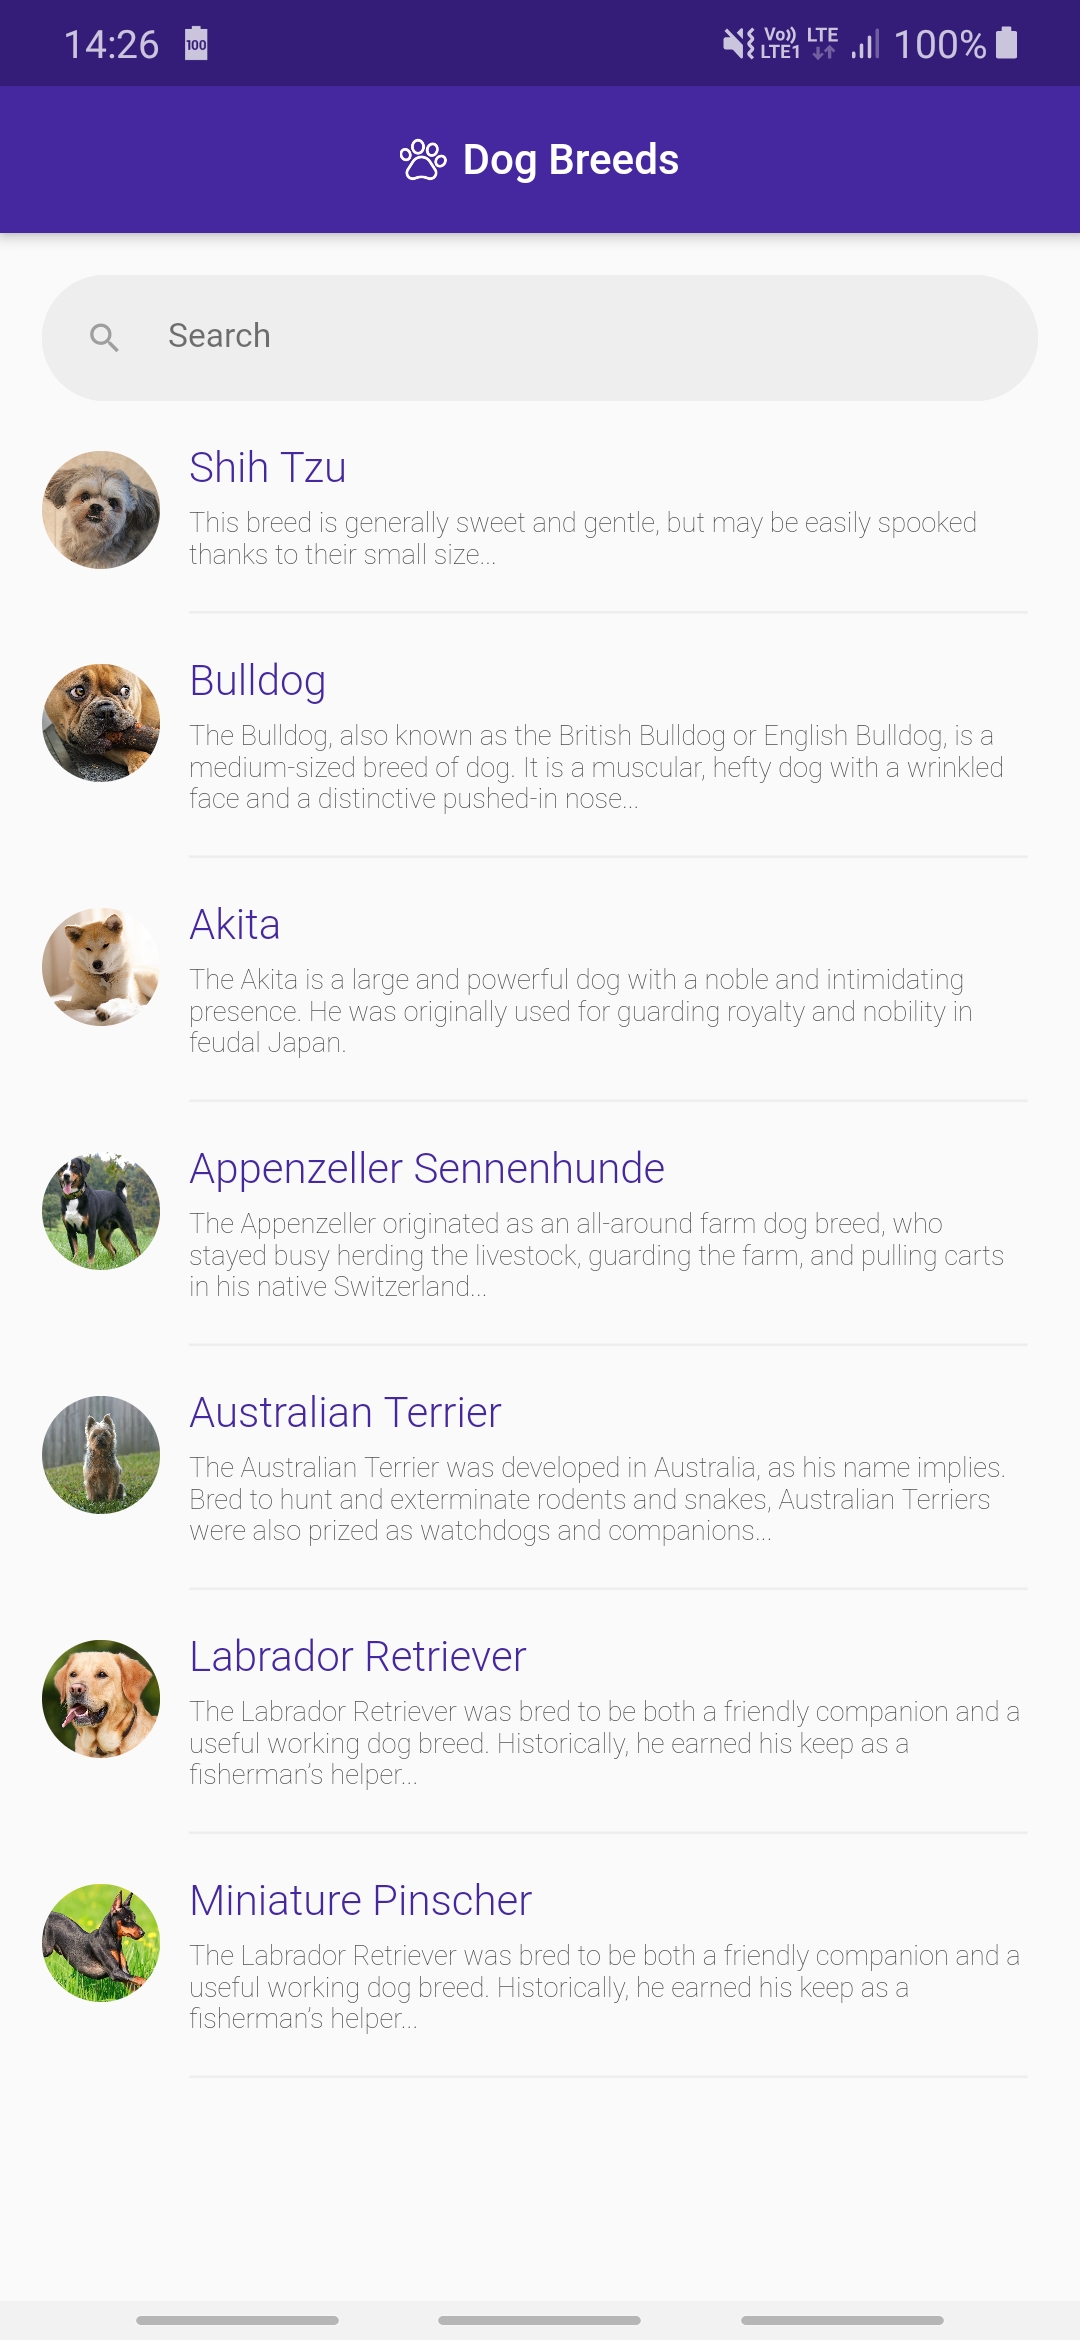 14:26 100 Vo)) LTE1 LTE 100%
Dog Breeds
Search
Shih Tzu
This breed is generally sweet and gentle, but may be easily spooked
thanks to their small size...
Bulldog
The Bulldog, also known as the British Bulldog or English Bulldog, is a
medium-sized breed of dog. It is a muscular, hefty dog with a wrinkled
face and a distinctive pushed-in nose...
Akita
The Akita is a large and powerful dog with a noble and intimidating
presence. He was originally used for guarding royalty and nobility in
feudal Japan.
Appenzeller Sennenhunde
The Appenzeller originated as an all-around farm dog breed, who
stayed busy herding the livestock, guarding the farm, and pulling carts
in his native Switzerland...
Australian Terrier
The Australian Terrier was developed in Australia, as his name implies.
Bred to hunt and exterminate rodents and snakes, Australian Terriers
were also prized as watchdogs and companions...
Labrador Retriever
The Labrador Retriever was bred to be both a friendly companion and a
useful working dog breed. Historically, he earned his keep as a
fisherman’s helper...
Miniature Pinscher
The Labrador Retriever was bred to be both a friendly companion and a
useful working dog breed. Historically, he earned his keep as a
fisherman’s helper...